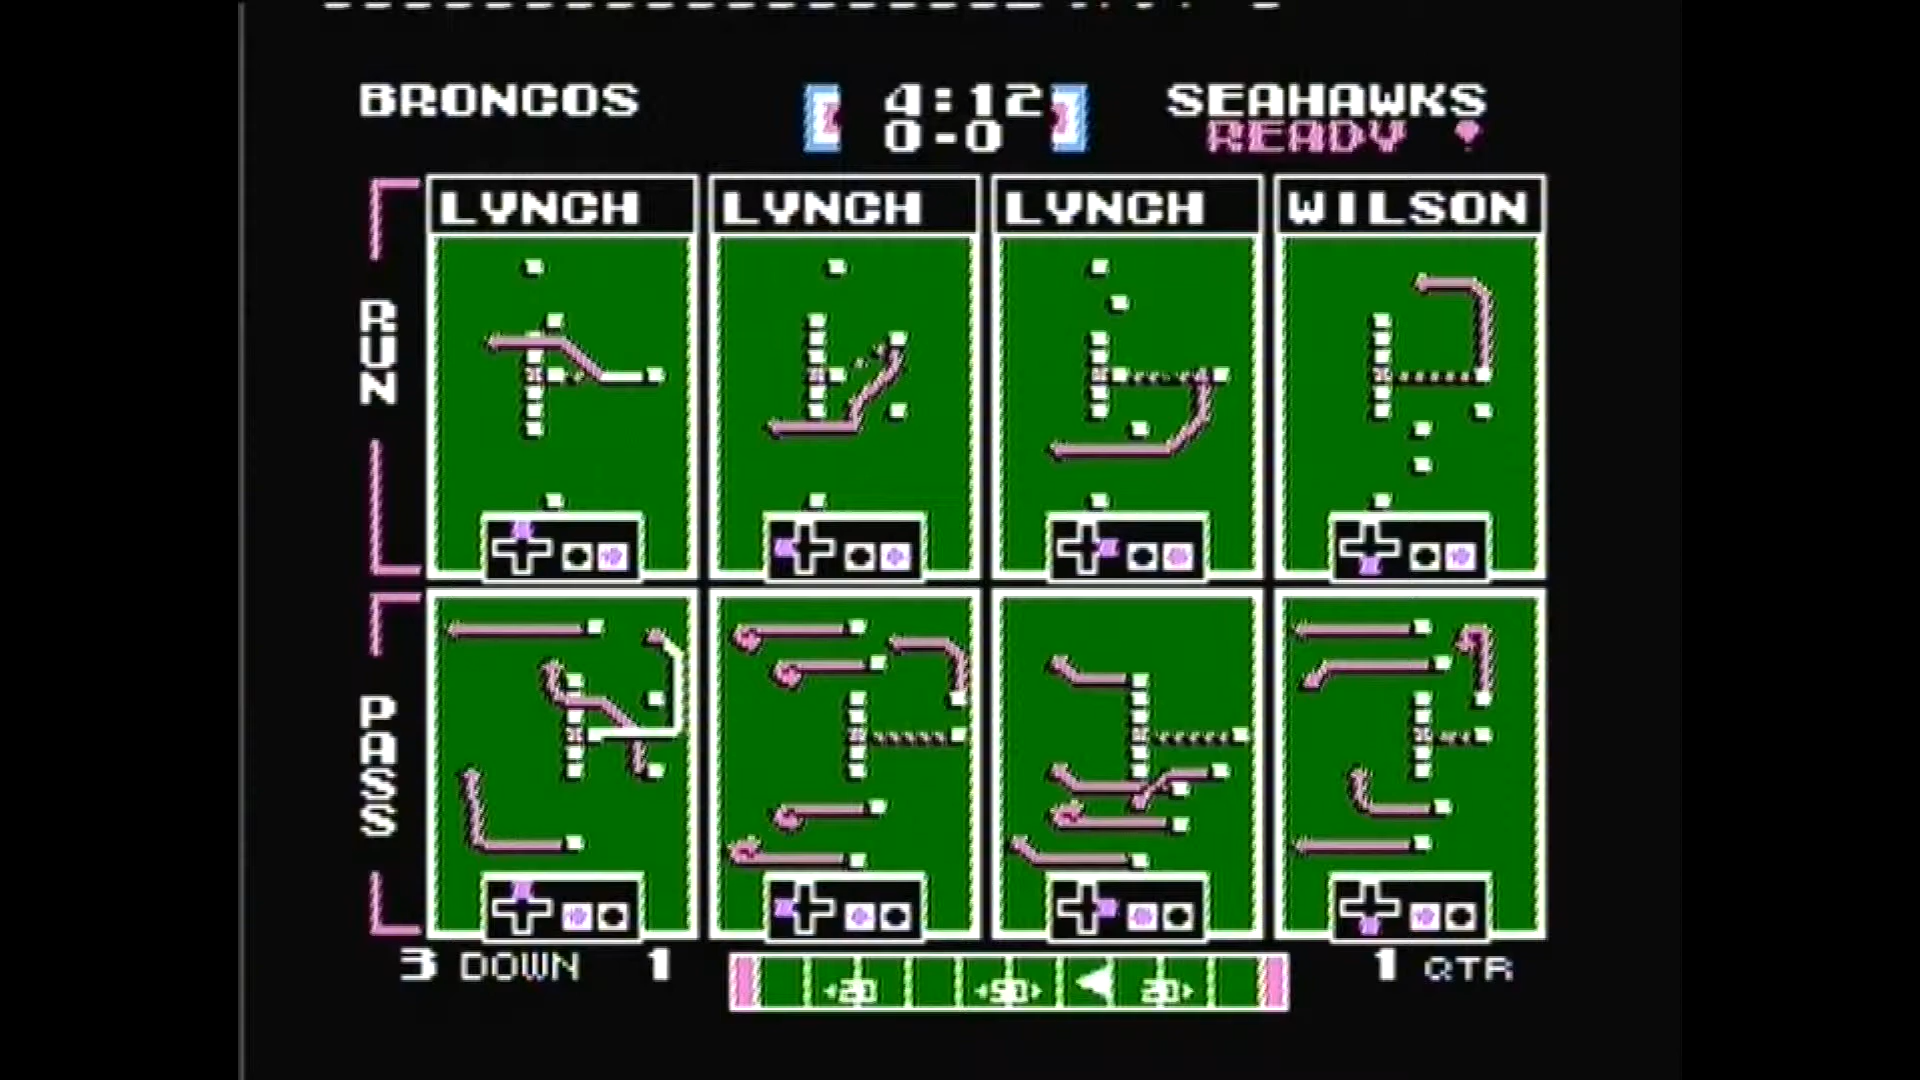 BRONCOS
4:12
SEAHAWKS
0-0
READY
LYNCH
LYNCH
LYNCH
WILSON
RUN
PASS
3 DOWN 1
◄20
◄50►
20►
1 QTR